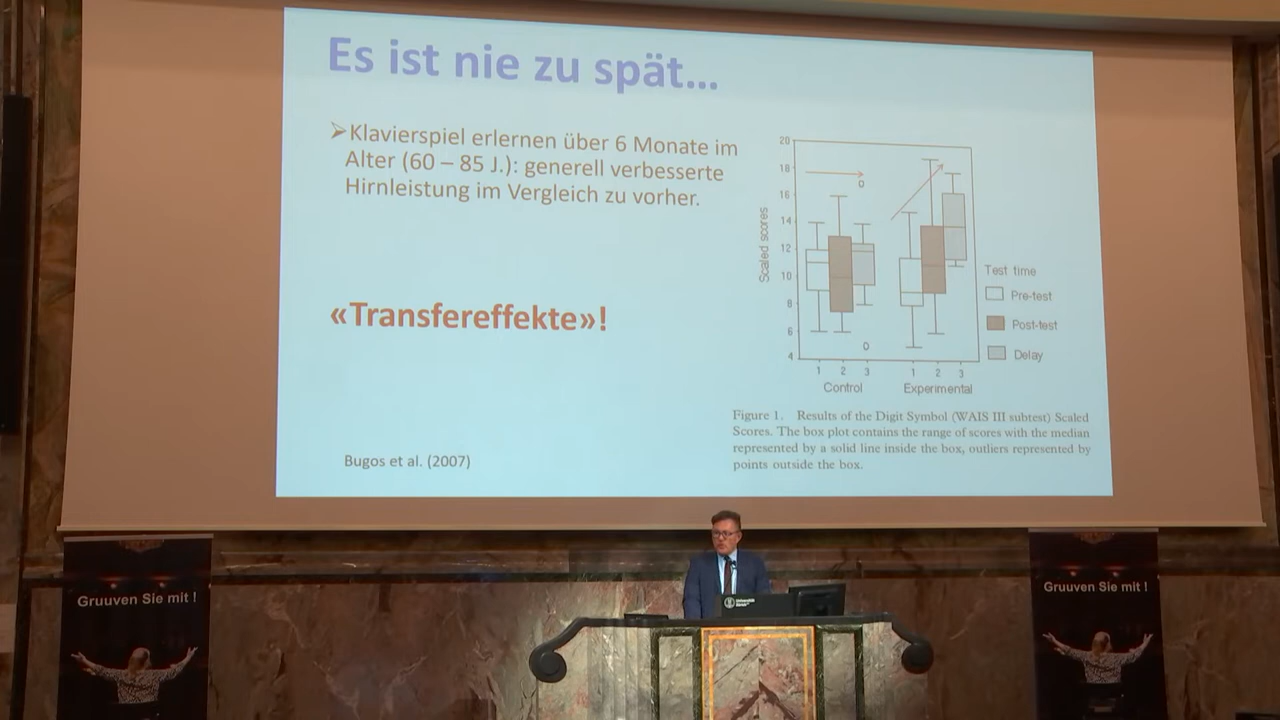 Es ist nie zu spät...
➢Klavierspiel erlernen über 6 Monate im
Alter (60 – 85 J.): generell verbesserte
Hirnleistung im Vergleich zu vorher.
«Transfereffekte»!
Bugos et al. (2007)
Scaled scores
20
18
16
14
12
10
8
6
4
1 2 3 1 2 3
Control Experimental
Test time
Pre-test
Post-test
Delay
Figure 1. Results of the Digit Symbol (WAIS III subtest) Scaled
Scores. The box plot contains the range of scores with the median
represented by a solid line inside the box, outliers represented by
points outside the box.
Gruuven Sie mit !
Universität
Zürich
Gruuven Sie mit !